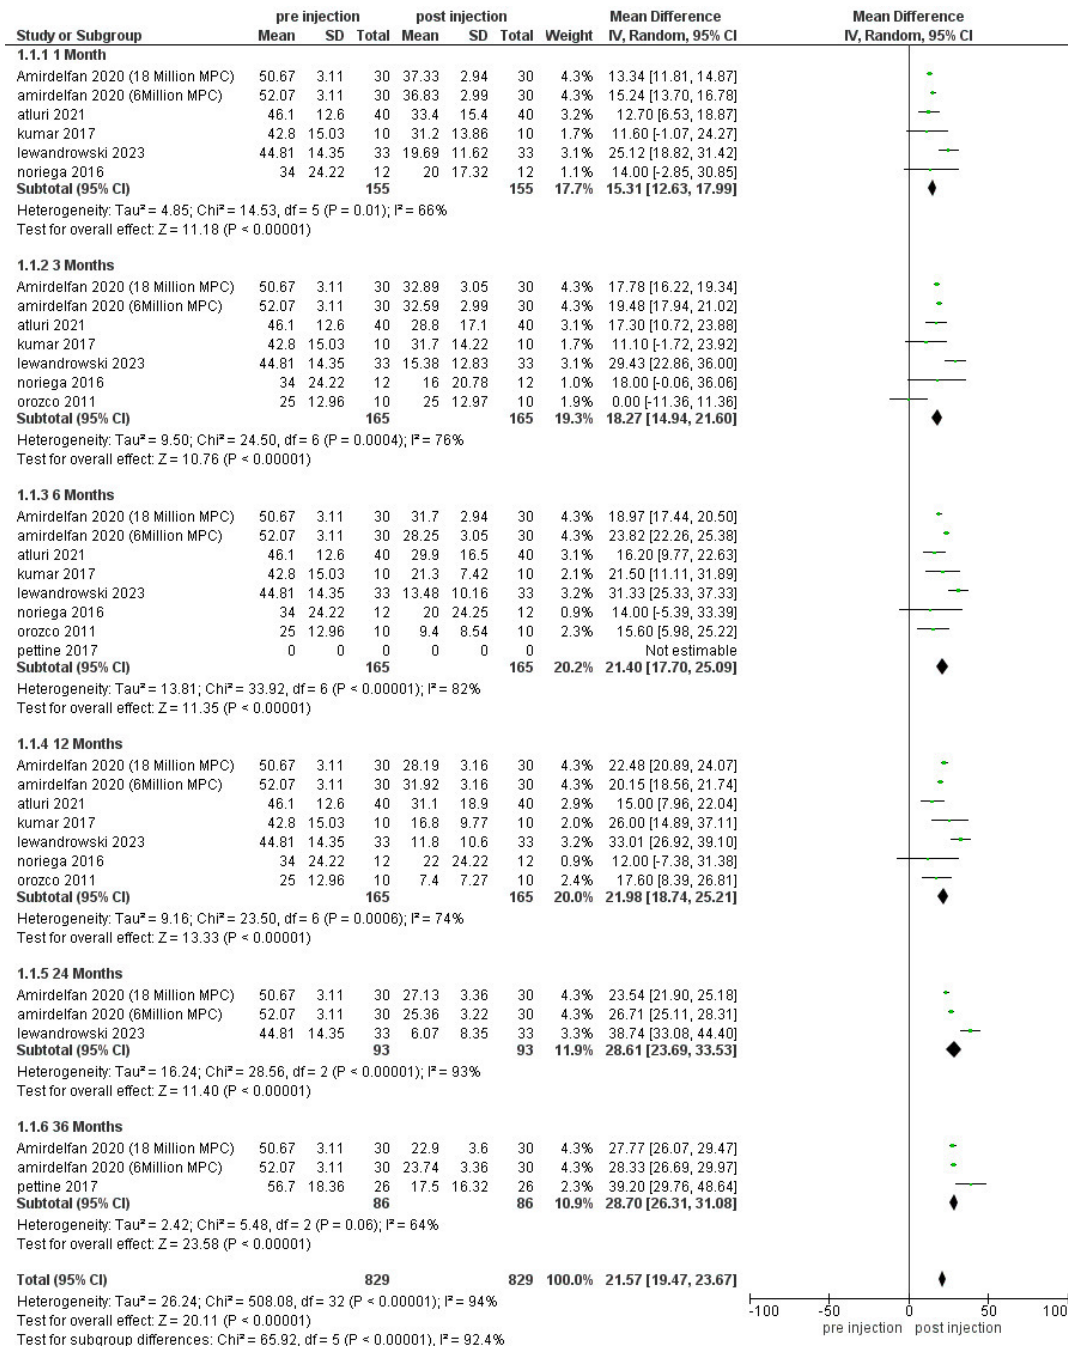 pre injection post injection Mean Difference Mean Difference
Study or Subgroup Mean SD Total Mean SD Total Weight IV, Random, 95% CI IV, Random, 95% CI
1.1.1 1 Month
Amirdelfan 2020 (18 Million MPC) 50.67 3.11 30 37.33 2.94 30 4.3% 13.34 [11.81, 14.87]
amirdelfan 2020 (6Million MPC) 52.07 3.11 30 36.83 2.99 30 4.3% 15.24 [13.70, 16.78]
atluri 2021 46.1 12.6 40 33.4 15.4 40 3.2% 12.70 [6.53, 18.87]
kumar 2017 42.8 15.03 10 31.2 13.86 10 1.7% 11.60 [-1.07, 24.27]
lewandrowski 2023 44.81 14.35 33 19.69 11.62 33 3.1% 25.12 [18.82, 31.42]
noriega 2016 34 24.22 12 20 17.32 12 1.1% 14.00 [-2.85, 30.85]
Subtotal (95% CI) 155 155 17.7% 15.31 [12.63, 17.99]
Heterogeneity: Tau² = 4.85; Chi² = 14.53, df = 5 (P = 0.01); I² = 66%
Test for overall effect: Z = 11.18 (P < 0.00001)
1.1.2 3 Months
Amirdelfan 2020 (18 Million MPC) 50.67 3.11 30 32.89 3.05 30 4.3% 17.78 [16.22, 19.34]
amirdelfan 2020 (6Million MPC) 52.07 3.11 30 32.59 2.99 30 4.3% 19.48 [17.94, 21.02]
atluri 2021 46.1 12.6 40 28.8 17.1 40 3.1% 17.30 [10.72, 23.88]
kumar 2017 42.8 15.03 10 31.7 14.22 10 1.7% 11.10 [-1.72, 23.92]
lewandrowski 2023 44.81 14.35 33 15.38 12.83 33 3.1% 29.43 [22.86, 36.00]
noriega 2016 34 24.22 12 16 20.78 12 1.0% 18.00 [-0.06, 36.06]
orozco 2011 25 12.96 10 25 12.97 10 1.9% 0.00 [-11.36, 11.36]
Subtotal (95% CI) 165 165 19.3% 18.27 [14.94, 21.60]
Heterogeneity: Tau² = 9.50; Chi² = 24.50, df = 6 (P = 0.0004); I² = 76%
Test for overall effect: Z = 10.76 (P < 0.00001)
1.1.3 6 Months
Amirdelfan 2020 (18 Million MPC) 50.67 3.11 30 31.7 2.94 30 4.3% 18.97 [17.44, 20.50]
amirdelfan 2020 (6Million MPC) 52.07 3.11 30 28.25 3.05 30 4.3% 23.82 [22.26, 25.38]
atluri 2021 46.1 12.6 40 29.9 16.5 40 3.1% 16.20 [9.77, 22.63]
kumar 2017 42.8 15.03 10 21.3 7.42 10 2.1% 21.50 [11.11, 31.89]
lewandrowski 2023 44.81 14.35 33 13.48 10.16 33 3.2% 31.33 [25.33, 37.33]
noriega 2016 34 24.22 12 20 24.25 12 0.9% 14.00 [-5.39, 33.39]
orozco 2011 25 12.96 10 9.4 8.54 10 2.3% 15.60 [5.98, 25.22]
pettine 2017 0 0 0 0 0 0 Not estimable
Subtotal (95% CI) 165 165 20.2% 21.40 [17.70, 25.09]
Heterogeneity: Tau² = 13.81; Chi² = 33.92, df = 6 (P < 0.00001); I² = 82%
Test for overall effect: Z = 11.35 (P < 0.00001)
1.1.4 12 Months
Amirdelfan 2020 (18 Million MPC) 50.67 3.11 30 28.19 3.16 30 4.3% 22.48 [20.89, 24.07]
amirdelfan 2020 (6Million MPC) 52.07 3.11 30 31.92 3.16 30 4.3% 20.15 [18.56, 21.74]
atluri 2021 46.1 12.6 40 31.1 18.9 40 2.9% 15.00 [7.96, 22.04]
kumar 2017 42.8 15.03 10 16.8 9.77 10 2.0% 26.00 [14.89, 37.11]
lewandrowski 2023 44.81 14.35 33 11.8 10.6 33 3.2% 33.01 [26.92, 39.10]
noriega 2016 34 24.22 12 22 24.22 12 0.9% 12.00 [-7.38, 31.38]
orozco 2011 25 12.96 10 7.4 7.27 10 2.4% 17.60 [8.39, 26.81]
Subtotal (95% CI) 165 165 20.0% 21.98 [18.74, 25.21]
Heterogeneity: Tau² = 9.16; Chi² = 23.50, df = 6 (P = 0.0006); I² = 74%
Test for overall effect: Z = 13.33 (P < 0.00001)
1.1.5 24 Months
Amirdelfan 2020 (18 Million MPC) 50.67 3.11 30 27.13 3.36 30 4.3% 23.54 [21.90, 25.18]
amirdelfan 2020 (6Million MPC) 52.07 3.11 30 25.36 3.22 30 4.3% 26.71 [25.11, 28.31]
lewandrowski 2023 44.81 14.35 33 6.07 8.35 33 3.3% 38.74 [33.08, 44.40]
Subtotal (95% CI) 93 93 11.9% 28.61 [23.69, 33.53]
Heterogeneity: Tau² = 16.24; Chi² = 28.56, df = 2 (P < 0.00001); I² = 93%
Test for overall effect: Z = 11.40 (P < 0.00001)
1.1.6 36 Months
Amirdelfan 2020 (18 Million MPC) 50.67 3.11 30 22.9 3.6 30 4.3% 27.77 [26.07, 29.47]
amirdelfan 2020 (6Million MPC) 52.07 3.11 30 23.74 3.36 30 4.3% 28.33 [26.69, 29.97]
pettine 2017 56.7 18.36 26 17.5 16.32 26 2.3% 39.20 [29.76, 48.64]
Subtotal (95% CI) 86 86 10.9% 28.70 [26.31, 31.08]
Heterogeneity: Tau² = 2.42; Chi² = 5.48, df = 2 (P = 0.06); I² = 64%
Test for overall effect: Z = 23.58 (P < 0.00001)
Total (95% CI) 829 829 100.0% 21.57 [19.47, 23.67]
Heterogeneity: Tau² = 26.24; Chi² = 508.08, df = 32 (P < 0.00001); I² = 94%
Test for overall effect: Z = 20.11 (P < 0.00001)
Test for subgroup differences: Chi² = 65.92, df = 5 (P < 0.00001), I² = 92.4%
-100 -50 0 50 100
pre injection post injection